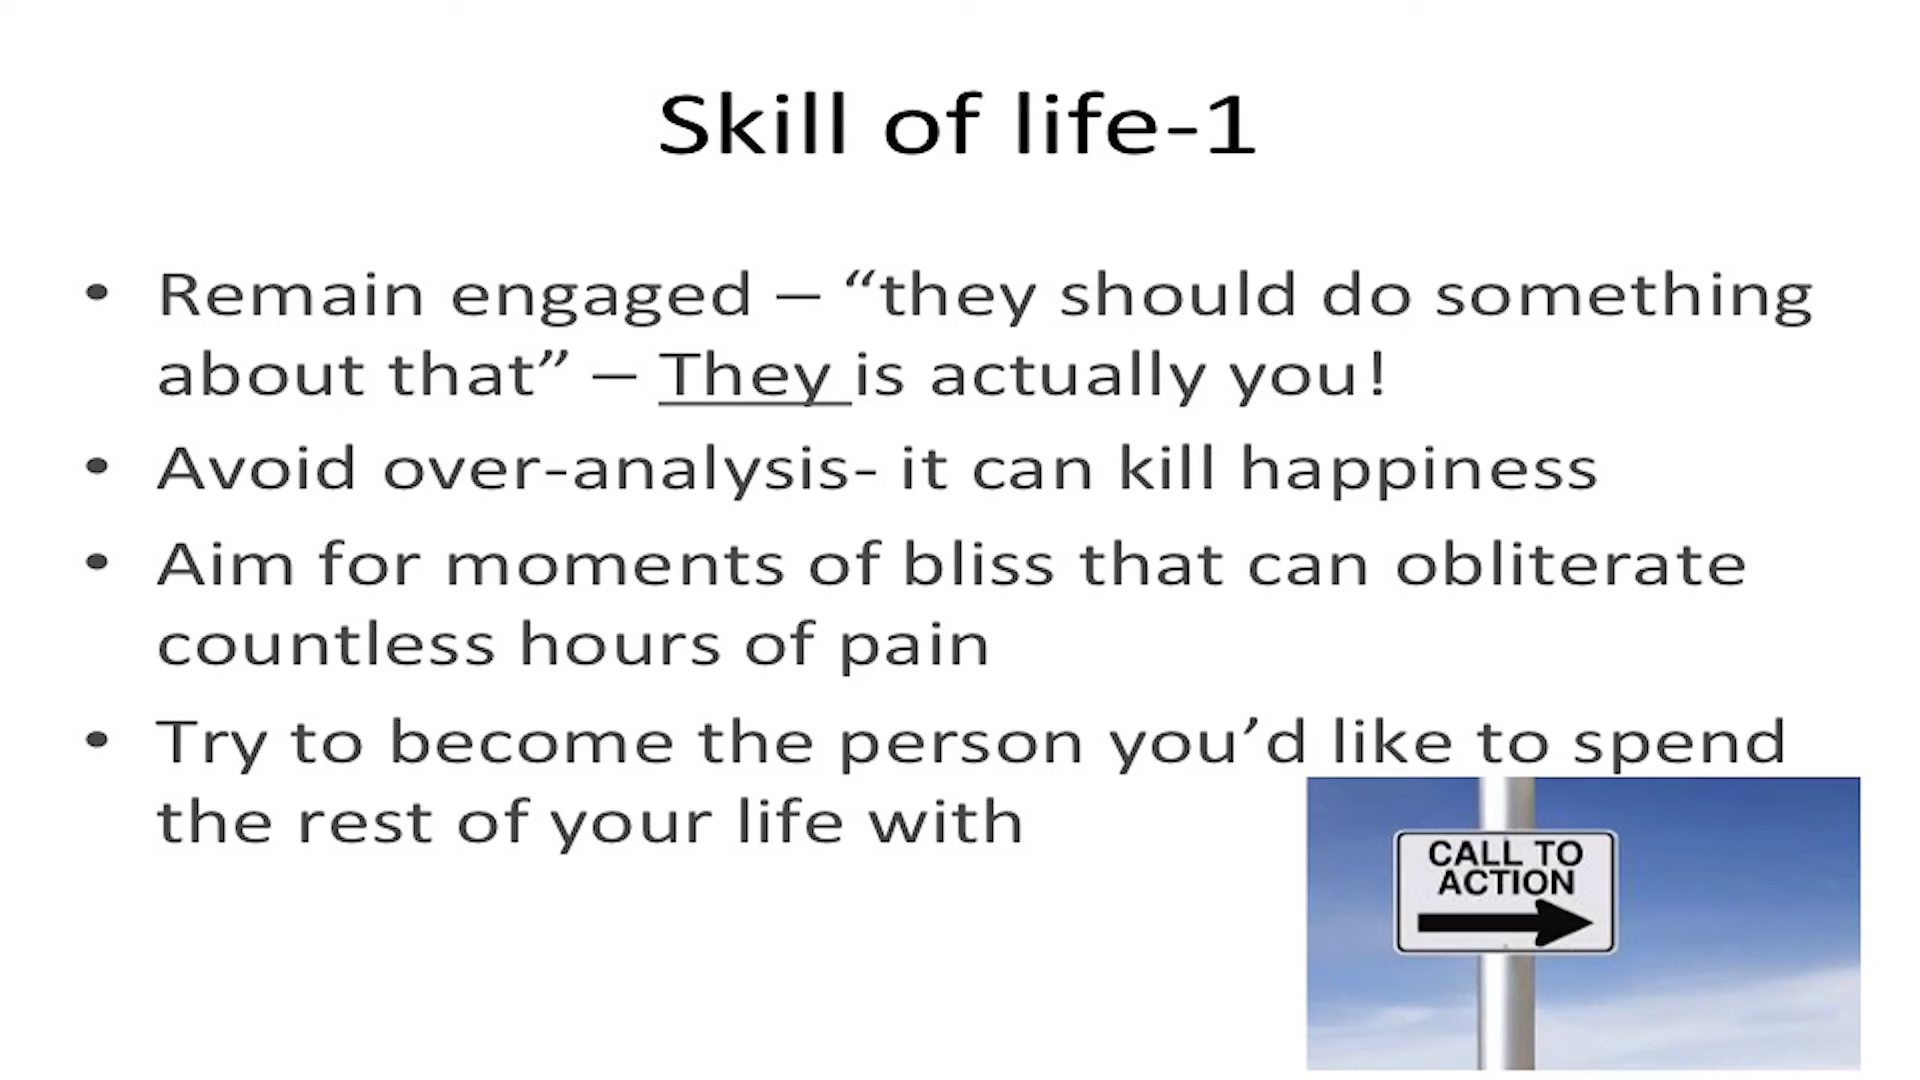 Skill of life-1
• Remain engaged – “they should do something
about that” – They is actually you!
• Avoid over-analysis- it can kill happiness
• Aim for moments of bliss that can obliterate
countless hours of pain
• Try to become the person you’d like to spend
the rest of your life with
CALL TO
ACTION